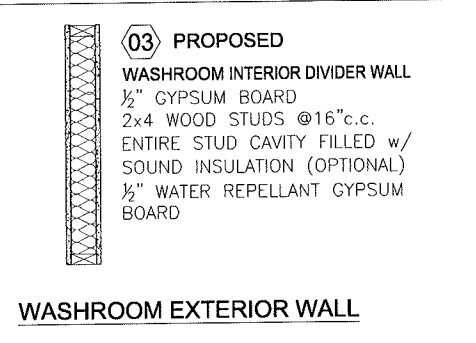 03 PROPOSED
WASHROOM INTERIOR DIVIDER WALL
½" GYPSUM BOARD
2x4 WOOD STUDS @16"c.c.
ENTIRE STUD CAVITY FILLED w/
SOUND INSULATION (OPTIONAL)
½" WATER REPELLANT GYPSUM
BOARD
WASHROOM EXTERIOR WALL